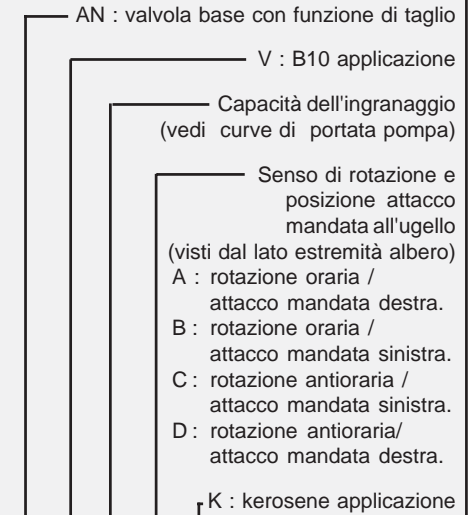 AN : valvola base con funzione di taglio
V : B10 applicazione
Capacità dell'ingranaggio
(vedi curve di portata pompa)
Senso di rotazione e
posizione attacco
mandata all'ugello
(visti dal lato estremità albero)
A : rotazione oraria /
attacco mandata destra.
B : rotazione oraria /
attacco mandata sinistra.
C : rotazione antioraria /
attacco mandata sinistra.
D : rotazione antioraria/
attacco mandata destra.
K : kerosene applicazione